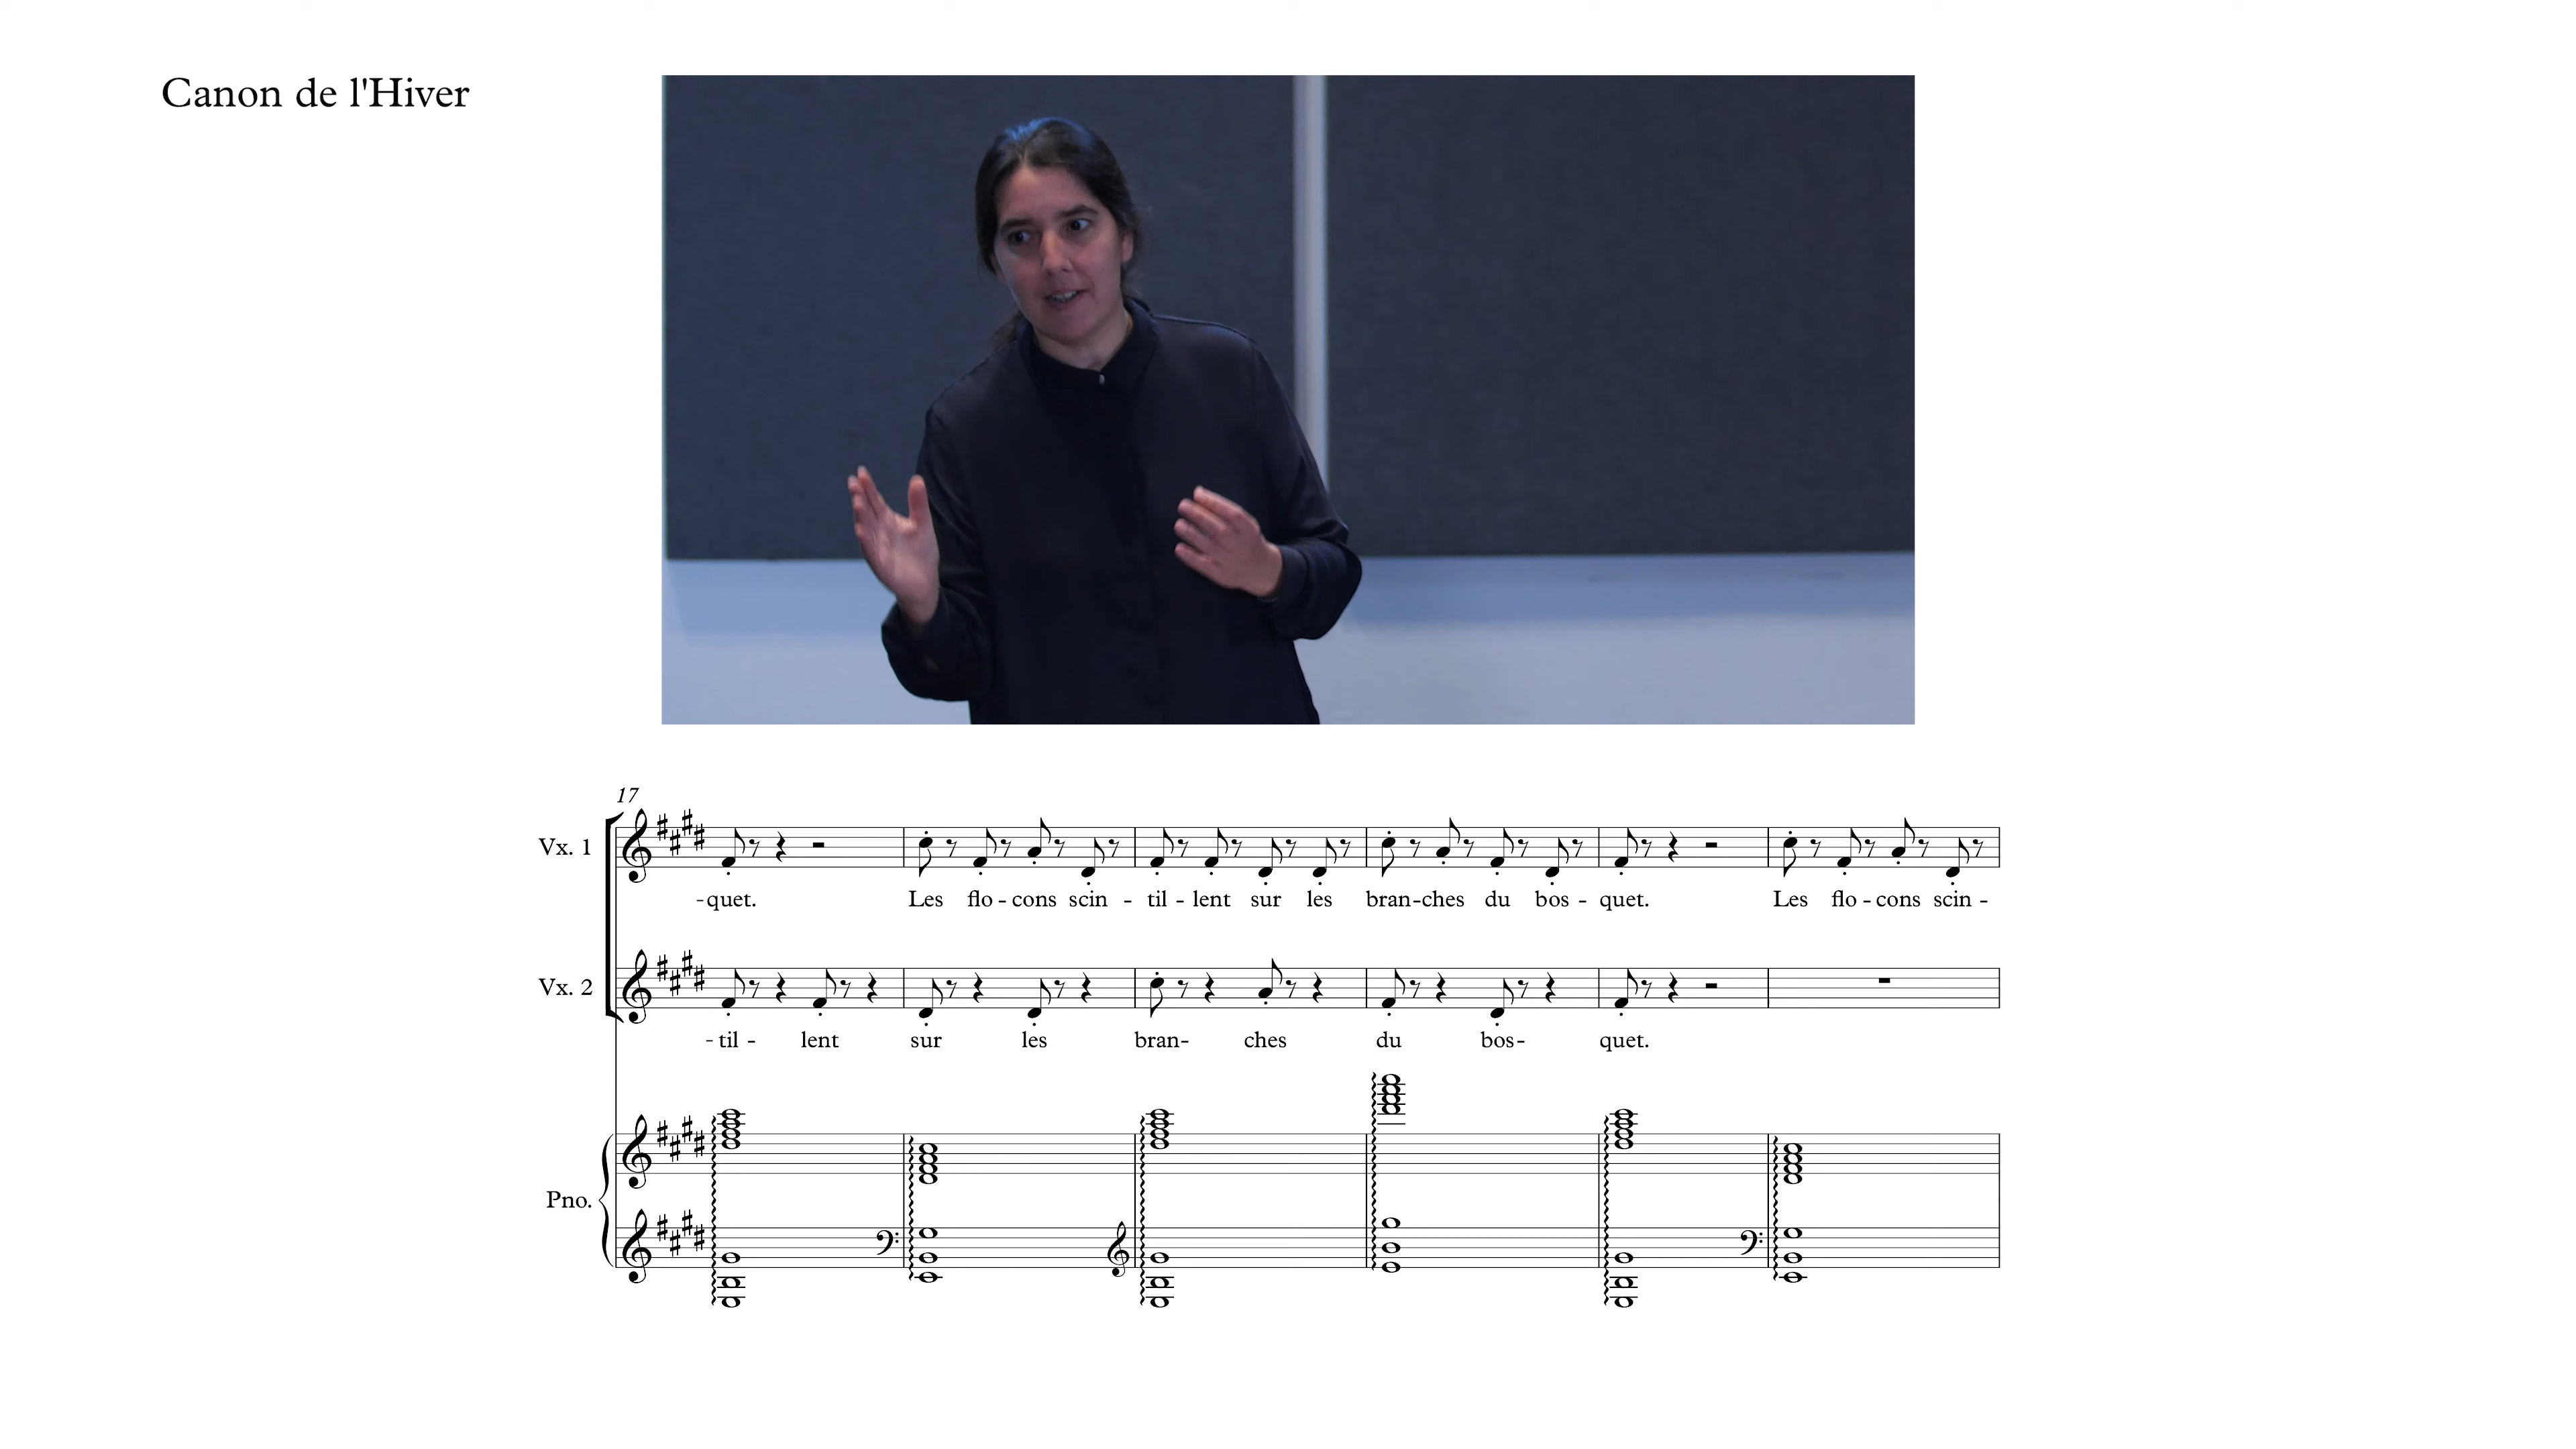 Canon de l'Hiver
17
Vx. 1
-quet. Les flo - cons scin - til - lent sur les bran-ches du bos - quet. Les flo - cons scin -
Vx. 2
- til - lent sur les bran- ches du bos- quet.
Pno.